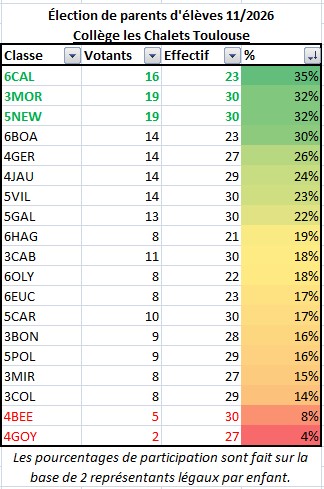 Élection de parents d'élèves 11/2026
Collège les Chalets Toulouse
Classe Votants Effectif %
6CAL 16 23 35%
3MOR 19 30 32%
5NEW 19 30 32%
6BOA 14 23 30%
4GER 14 27 26%
4JAU 14 29 24%
5VIL 14 30 23%
5GAL 13 30 22%
6HAG 8 21 19%
3CAB 11 30 18%
6OLY 8 22 18%
6EUC 8 23 17%
5CAR 10 30 17%
3BON 9 28 16%
5POL 9 29 16%
3MIR 8 27 15%
3COL 8 29 14%
4BEE 5 30 8%
4GOY 2 27 4%
Les pourcentages de participation sont fait sur la
base de 2 représentants légaux par enfant.